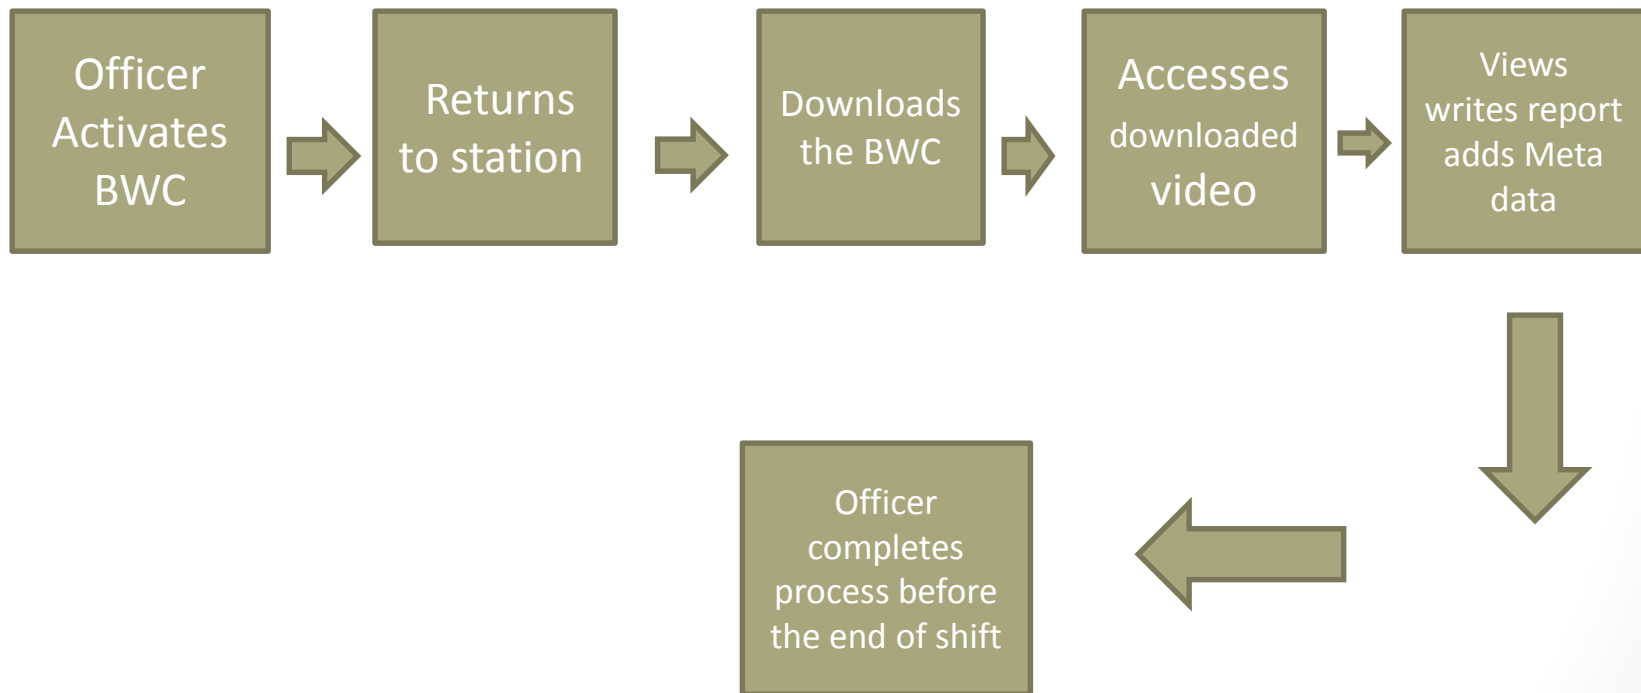 Officer
Activates
BWC
Returns
to station
Downloads
the BWC
Accesses
downloaded
video
Views
writes report
adds Meta
data
Officer
completes
process before
the end of shift